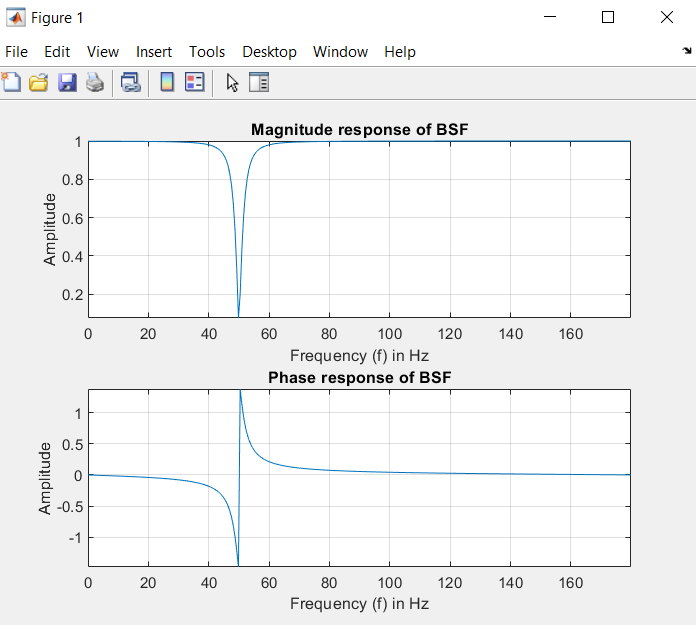 Figure 1
File Edit View Insert Tools Desktop Window Help
Magnitude response of BSF
1
0.8
0.6
0.4
0.2
Amplitude
0 20 40 60 80 100 120 140 160
Frequency (f) in Hz
Phase response of BSF
1
0.5
0
-0.5
-1
Amplitude
0 20 40 60 80 100 120 140 160
Frequency (f) in Hz